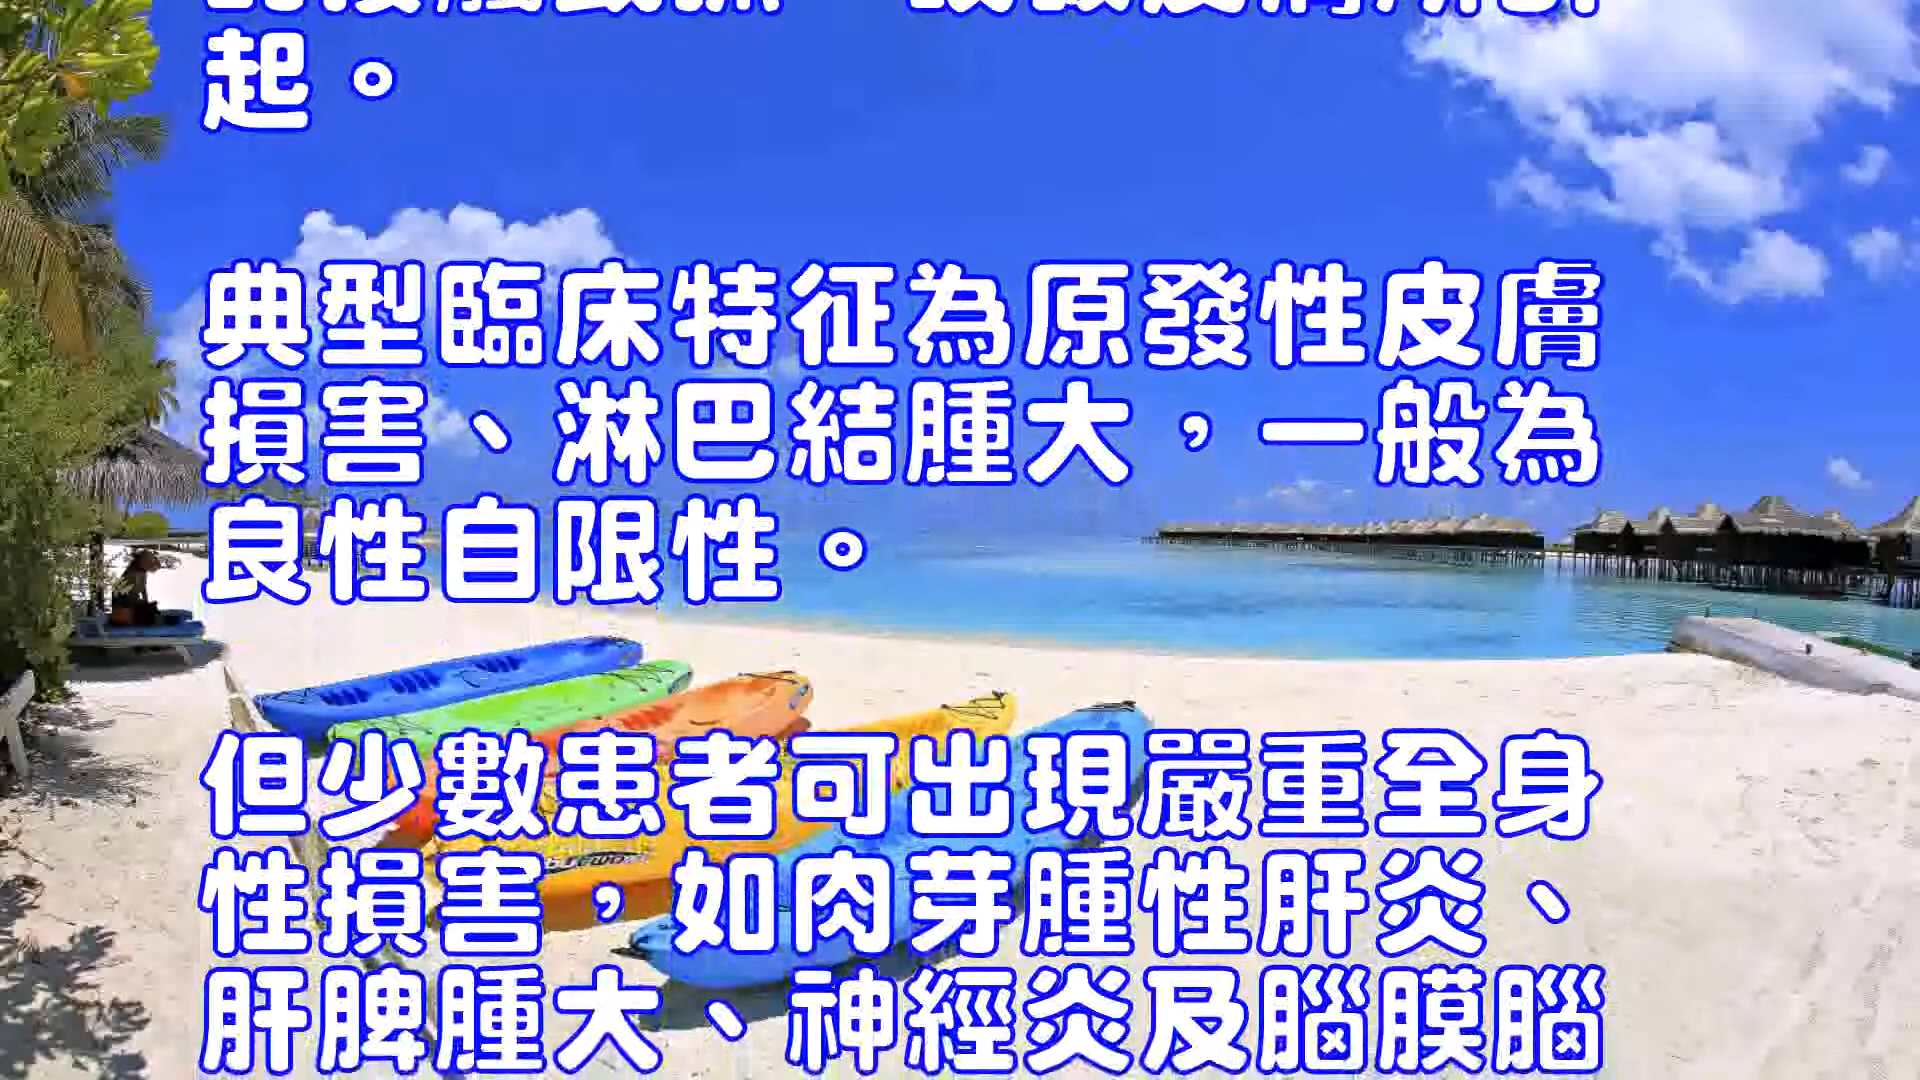 起。
典型臨床特征為原發性皮膚
損害、淋巴結腫大，一般為
良性自限性。
但少數患者可出現嚴重全身
性損害，如肉芽腫性肝炎、
肝脾腫大、神經炎及腦膜腦